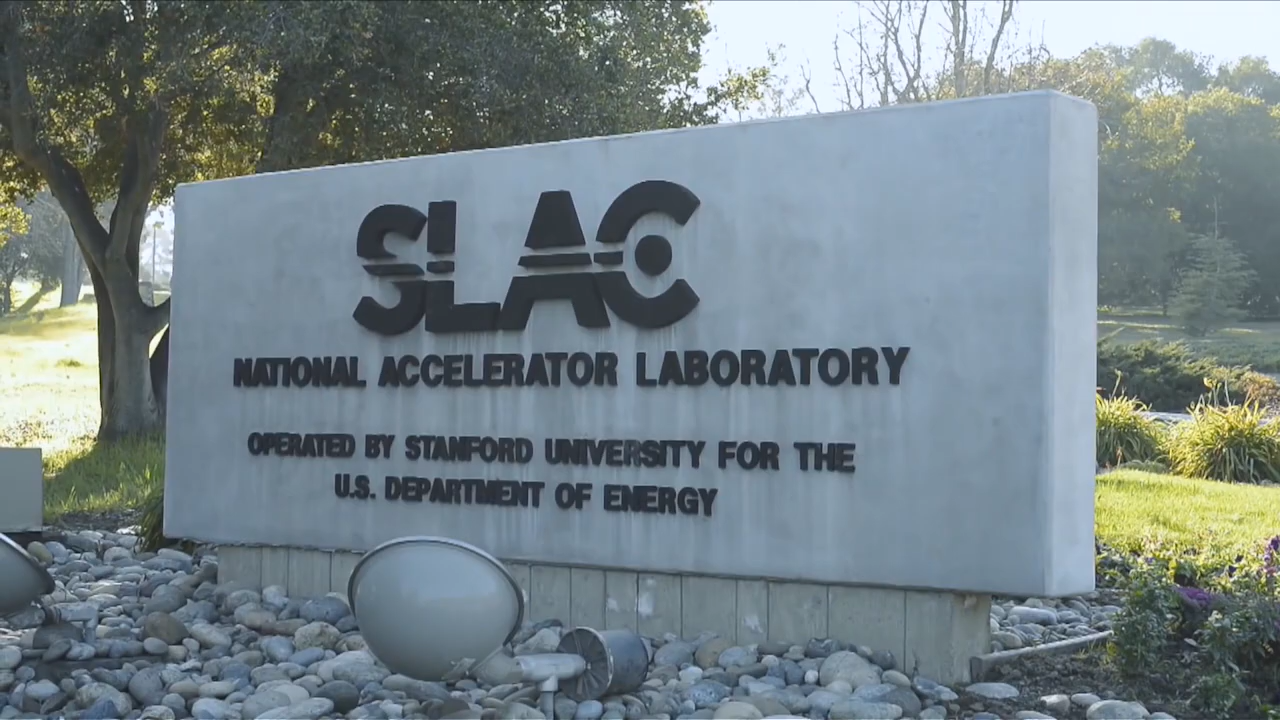 SLAC
NATIONAL ACCELERATOR LABORATORY
OPERATED BY STANFORD UNIVERSITY FOR THE
U.S. DEPARTMENT OF ENERGY